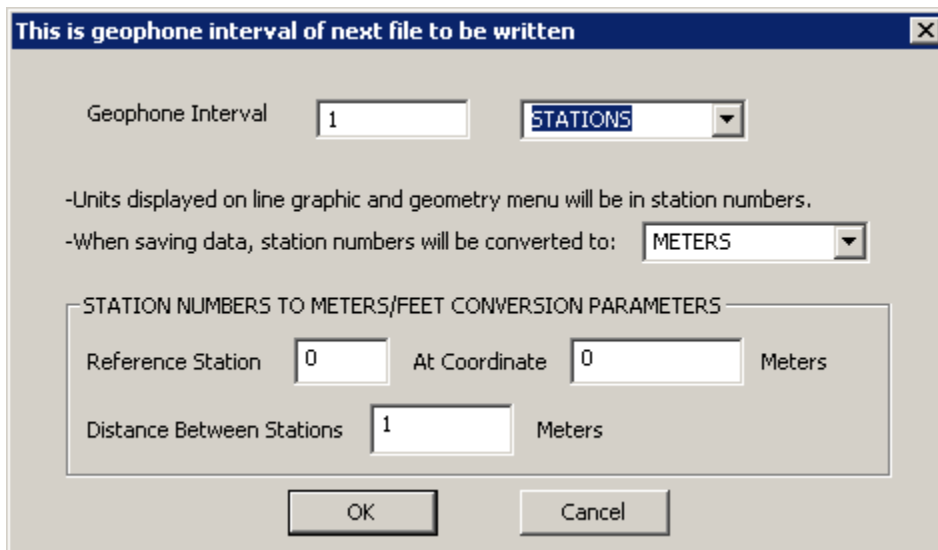 This is geophone interval of next file to be written
Geophone Interval 1 STATIONS
-Units displayed on line graphic and geometry menu will be in station numbers.
-When saving data, station numbers will be converted to: METERS
STATION NUMBERS TO METERS/FEET CONVERSION PARAMETERS
Reference Station 0 At Coordinate 0 Meters
Distance Between Stations 1 Meters
OK Cancel